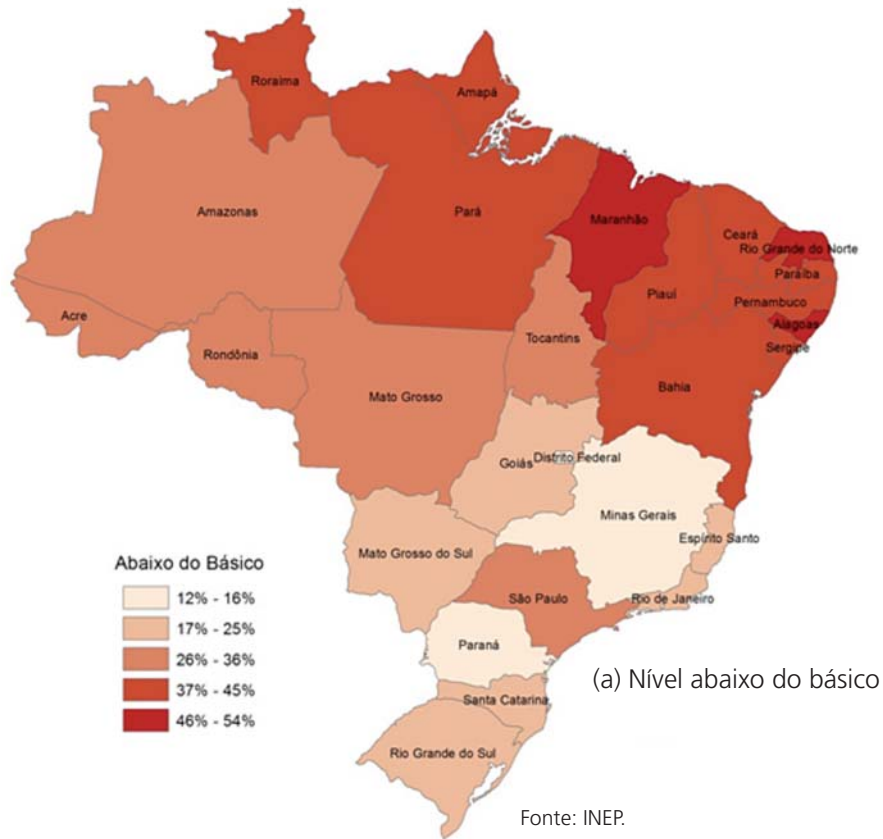 Roraima
Amapá
Amazonas
Pará
Maranhão
Ceará
Rio Grande do Norte
Paraíba
Piauí
Pernambuco
Acre
Alagoas
Rondônia
Tocantins
Sergipe
Mato Grosso
Bahia
Goiás
Distrito Federal
Minas Gerais
Espírito Santo
Mato Grosso do Sul
São Paulo
Rio de Janeiro
Paraná
Santa Catarina
Rio Grande do Sul
Abaixo do Básico
12% - 16%
17% - 25%
26% - 36%
37% - 45%
46% - 54%
(a) Nível abaixo do básico
Fonte: INEP.